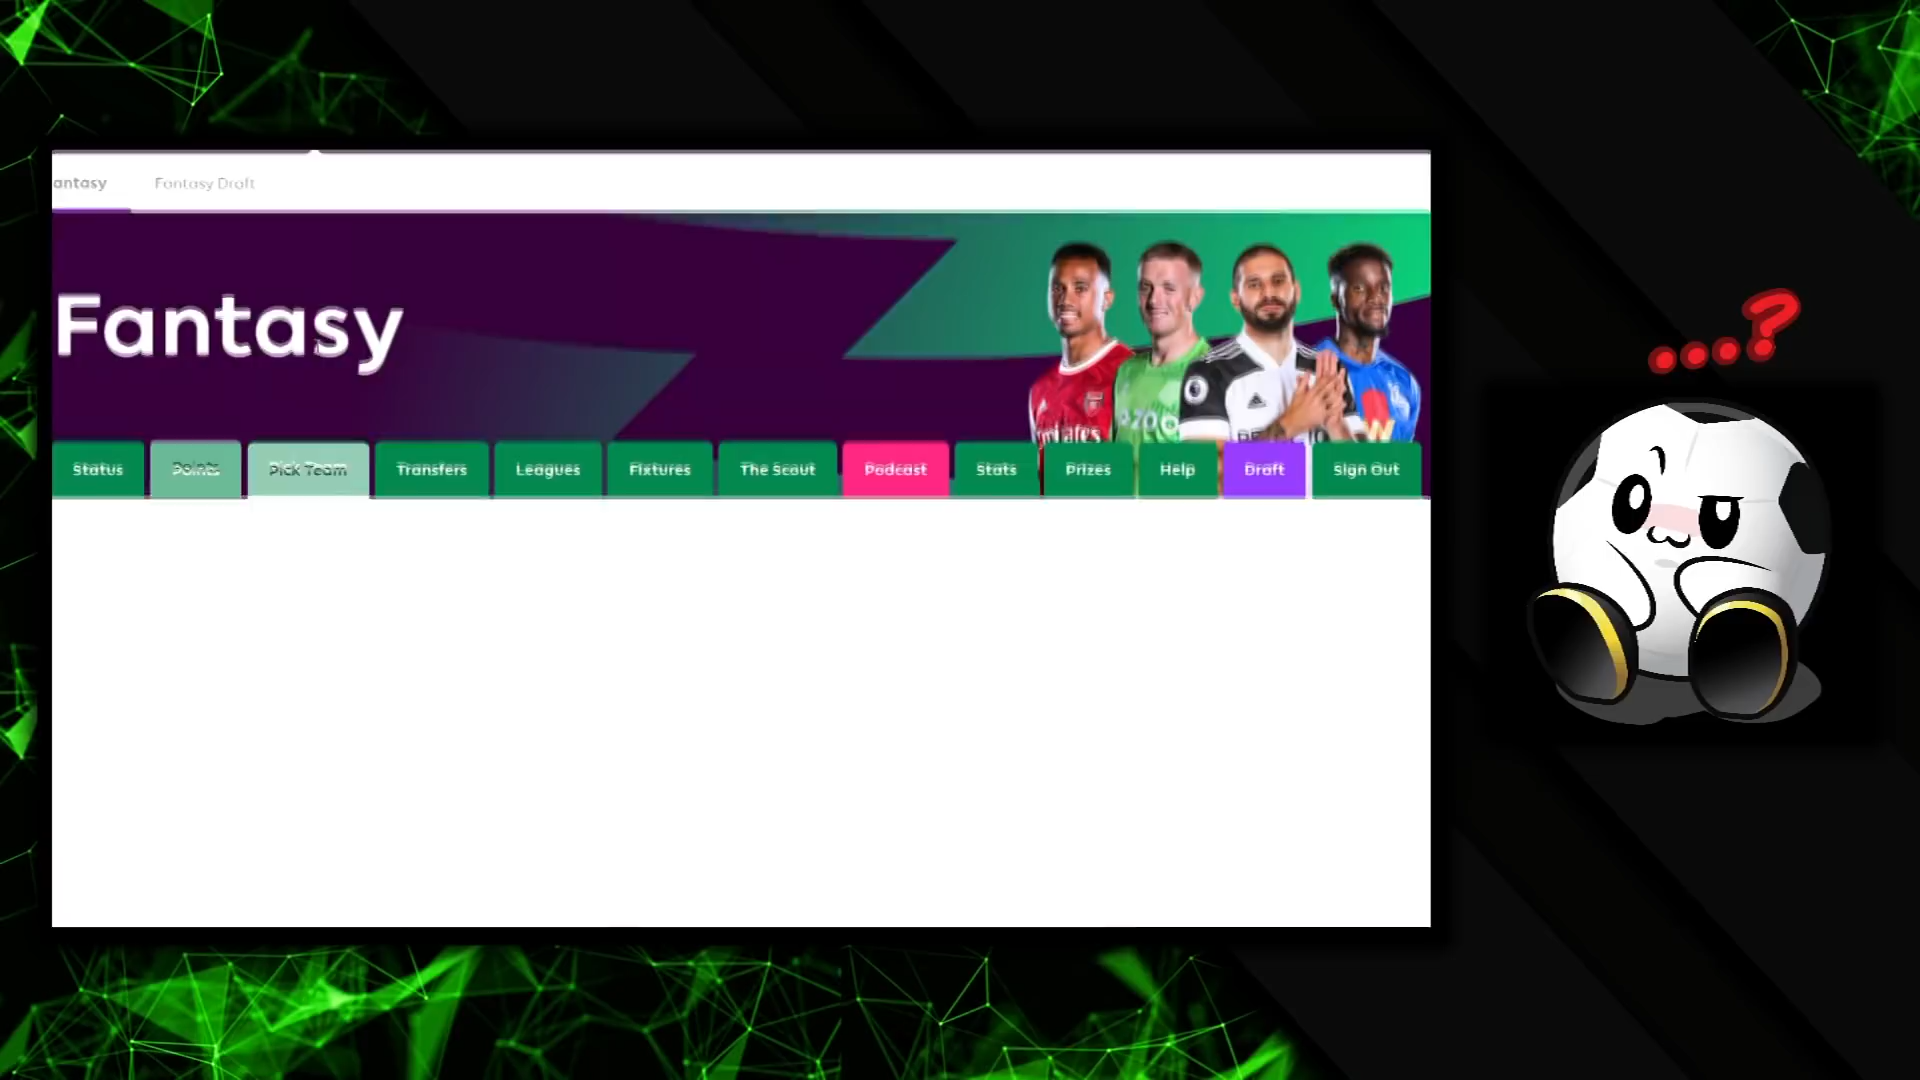 antasy Fantasy Draft
Fantasy
Status Points Pick Team Transfers Leagues Fixtures The Scout Podcast Stats Prizes Help Draft Sign Out
....?